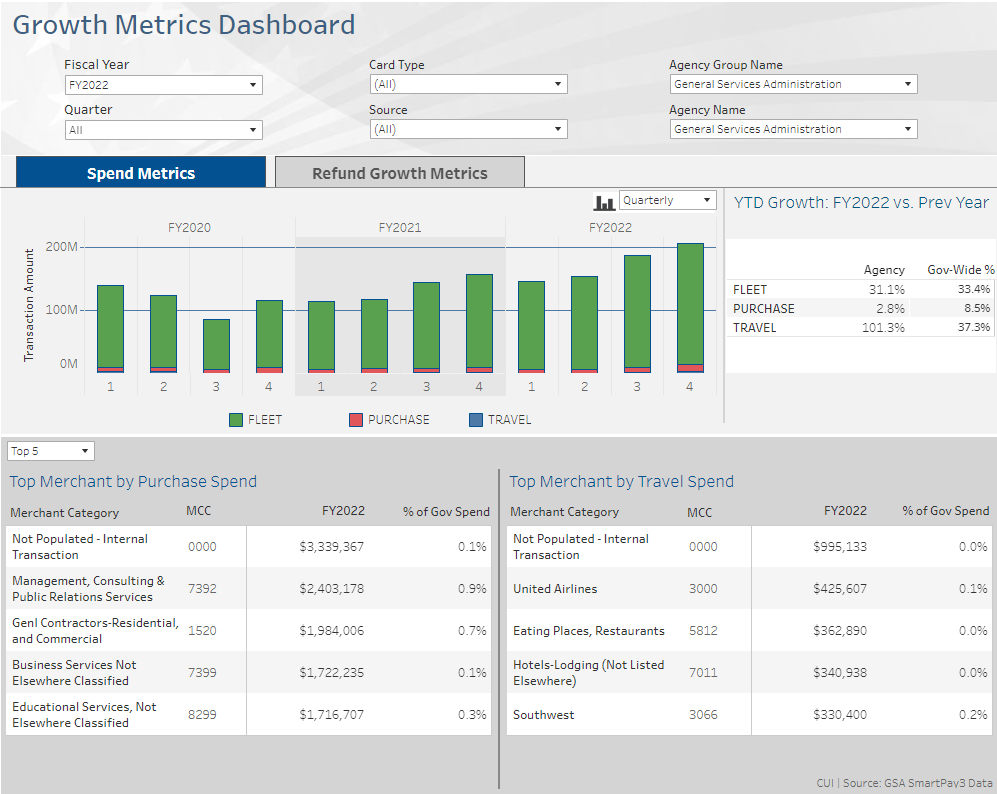 Growth Metrics Dashboard
Fiscal Year
Card Type
Agency Group Name
FY2022
(All)
General Services Administration
Quarter
Source
Agency Name
All
(All)
General Services Administration
Spend Metrics
Refund Growth Metrics
Quarterly
YTD Growth: FY2022 vs. Prev Year
FY2020 FY2021 FY2022
Transaction Amount
200M
100M
0M
1 2 3 4 1 2 3 4 1 2 3 4
FLEET PURCHASE TRAVEL
Agency Gov-Wide %
FLEET 31.1% 33.4%
PURCHASE 2.8% 8.5%
TRAVEL 101.3% 37.3%
Top 5
Top Merchant by Purchase Spend
Merchant Category MCC FY2022 % of Gov Spend
Not Populated - Internal
Transaction 0000 $3,339,367 0.1%
Management, Consulting &
Public Relations Services 7392 $2,403,178 0.9%
Genl Contractors-Residential,
and Commercial 1520 $1,984,006 0.7%
Business Services Not
Elsewhere Classified 7399 $1,722,235 0.1%
Educational Services, Not
Elsewhere Classified 8299 $1,716,707 0.3%
Top Merchant by Travel Spend
Merchant Category MCC FY2022 % of Gov Spend
Not Populated - Internal
Transaction 0000 $995,133 0.0%
United Airlines 3000 $425,607 0.1%
Eating Places, Restaurants 5812 $362,890 0.0%
Hotels-Lodging (Not Listed
Elsewhere) 7011 $340,938 0.0%
Southwest 3066 $330,400 0.2%
CUI | Source: GSA SmartPay3 Data